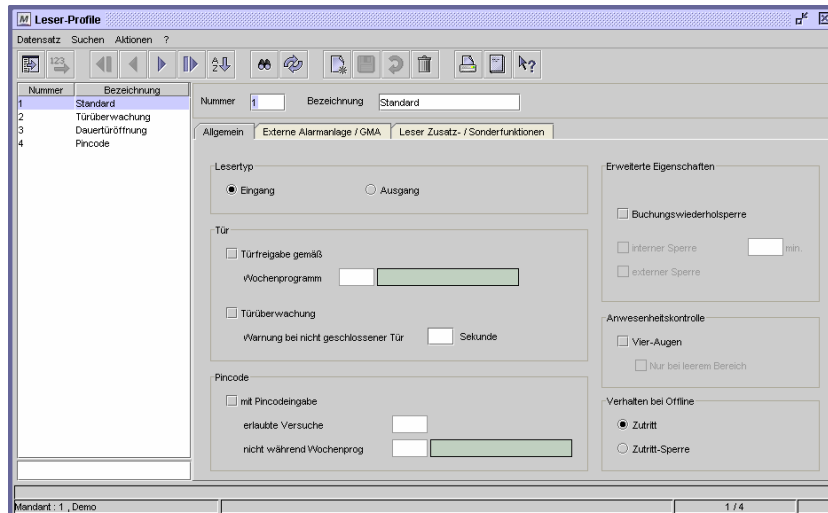 Leser-Profile
Datensatz Suchen Aktionen ?
Nummer Bezeichnung
1 Standard
2 Türüberwachung
3 Dauertüröffnung
4 Pincode
Nummer 1 Bezeichnung Standard
Allgemein Externe Alarmanlage / GMA Leser Zusatz- / Sonderfunktionen
Lesertyp
Eingang Ausgang
Tür
Türfreigabe gemäß
Wochenprogramm
Türüberwachung
Warnung bei nicht geschlossener Tür Sekunde
Pincode
mit Pincodeingabe
erlaubte Versuche
nicht während Wochenprog
Erweiterte Eigenschaften
Buchungswiederholsperre
interner Sperre min.
externer Sperre
Anwesenheitskontrolle
Vier-Augen
Nur bei leerem Bereich
Verhalten bei Offline
Zutritt
Zutritt-Sperre
Mandant : 1 , Demo 1 / 4